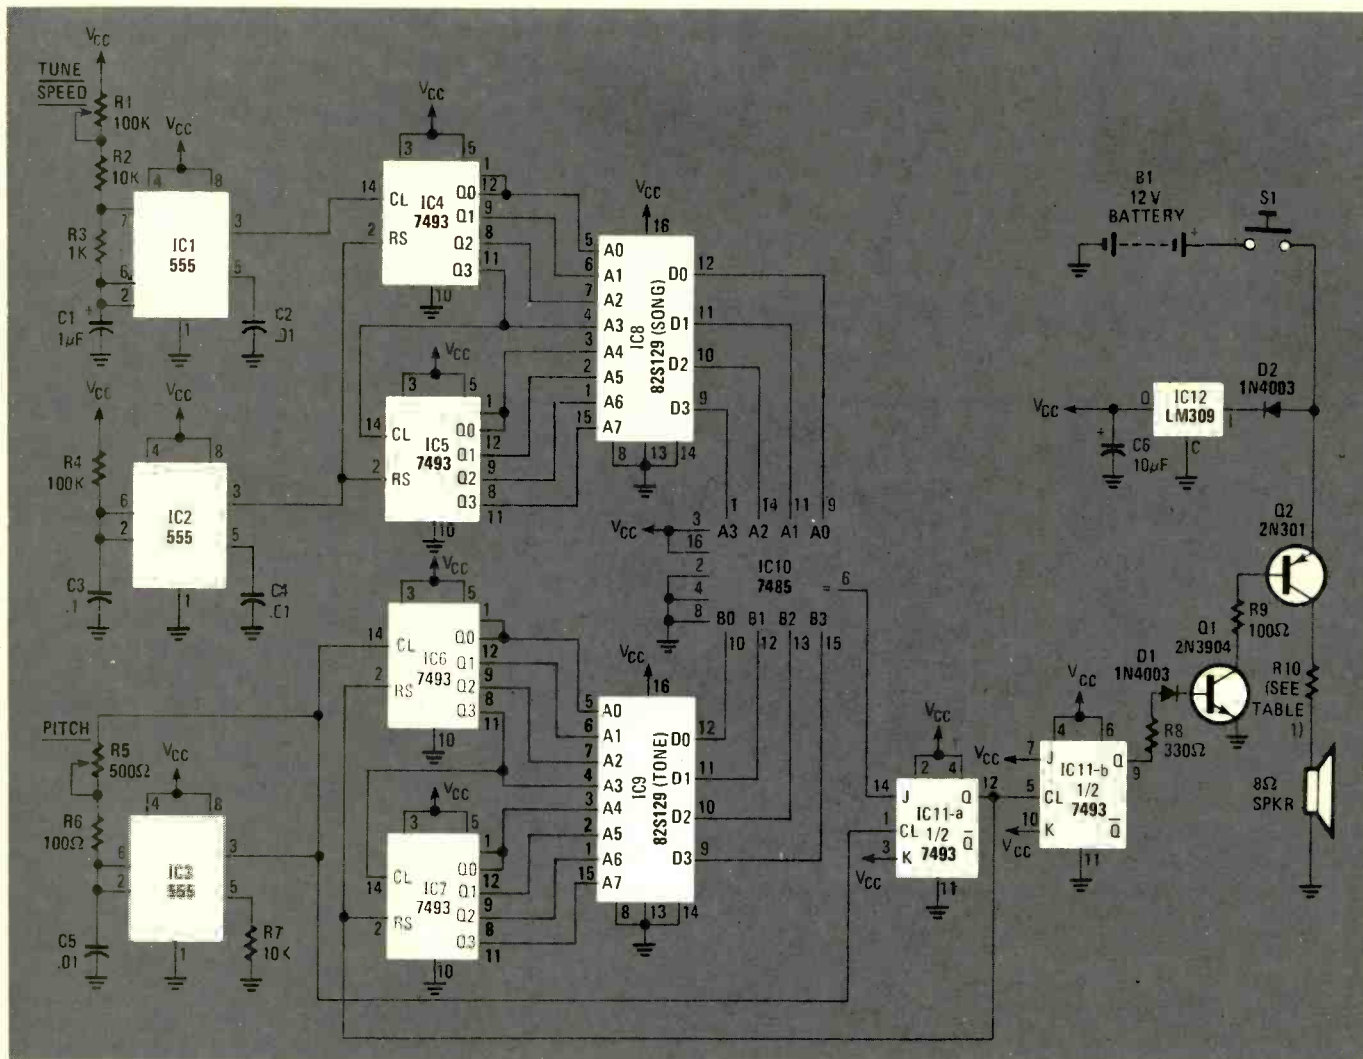 VCC
TUNE
SPEED
R1
100K
VCC
R2
10K
4
8
7
R3
1K
IC1
555
3
6
2
5
C1
+
1µF
1
C2
.01
VCC
VCC
4
8
R4
100K
6
2
IC2
555
3
5
C3
.1
1
C4
.01
PITCH
R5
500Ω
VCC
R6
100Ω
4
8
6
2
IC3
555
3
5
C5
.01
1
R7
10K
VCC
3
5
14
CL
IC4
7493
2
RS
Q0
Q1
Q2
Q3
1
12
9
8
11
10
VCC
3
5
14
CL
IC5
7493
2
RS
Q0
Q1
Q2
Q3
1
12
9
8
11
10
VCC
3
5
14
CL
IC6
7493
2
RS
Q0
Q1
Q2
Q3
1
12
9
8
11
10
VCC
3
5
14
CL
IC7
7493
2
RS
Q0
Q1
Q2
Q3
1
12
9
8
11
10
VCC
16
5 A0
6 A1
7 A2
4 A3
3 A4
2 A5
1 A6
15 A7
IC8
82S129 (SONG)
D0 12
D1 11
D2 10
D3 9
8
13
14
VCC
3
16
2
4
8
1 14 11 9
A3 A2 A1 A0
IC10
7485
= 6
B0 B1 B2 B3
10 12 13 15
VCC
16
5 A0
6 A1
7 A2
4 A3
3 A4
2 A5
1 A6
15 A7
IC9
82S129 (TONE)
D0 12
D1 11
D2 10
D3 9
8
13
14
VCC
2
4
14
J
Q
12
1
CL
IC11-a
1/2
7493
Q
3
K
VCC
11
VCC
4
6
VCC
7
J
Q
9
5
CL
IC11-b
1/2
7493
10
K
Q
VCC
11
B1
12V
BATTERY
+
S1
D2
1N4003
IC12
LM309
O
I
C
VCC
+
C6
10µF
Q2
2N301
R9
100Ω
Q1
2N3904
D1
1N4003
R8
330Ω
R10
(SEE
TABLE
1)
8Ω
SPKR